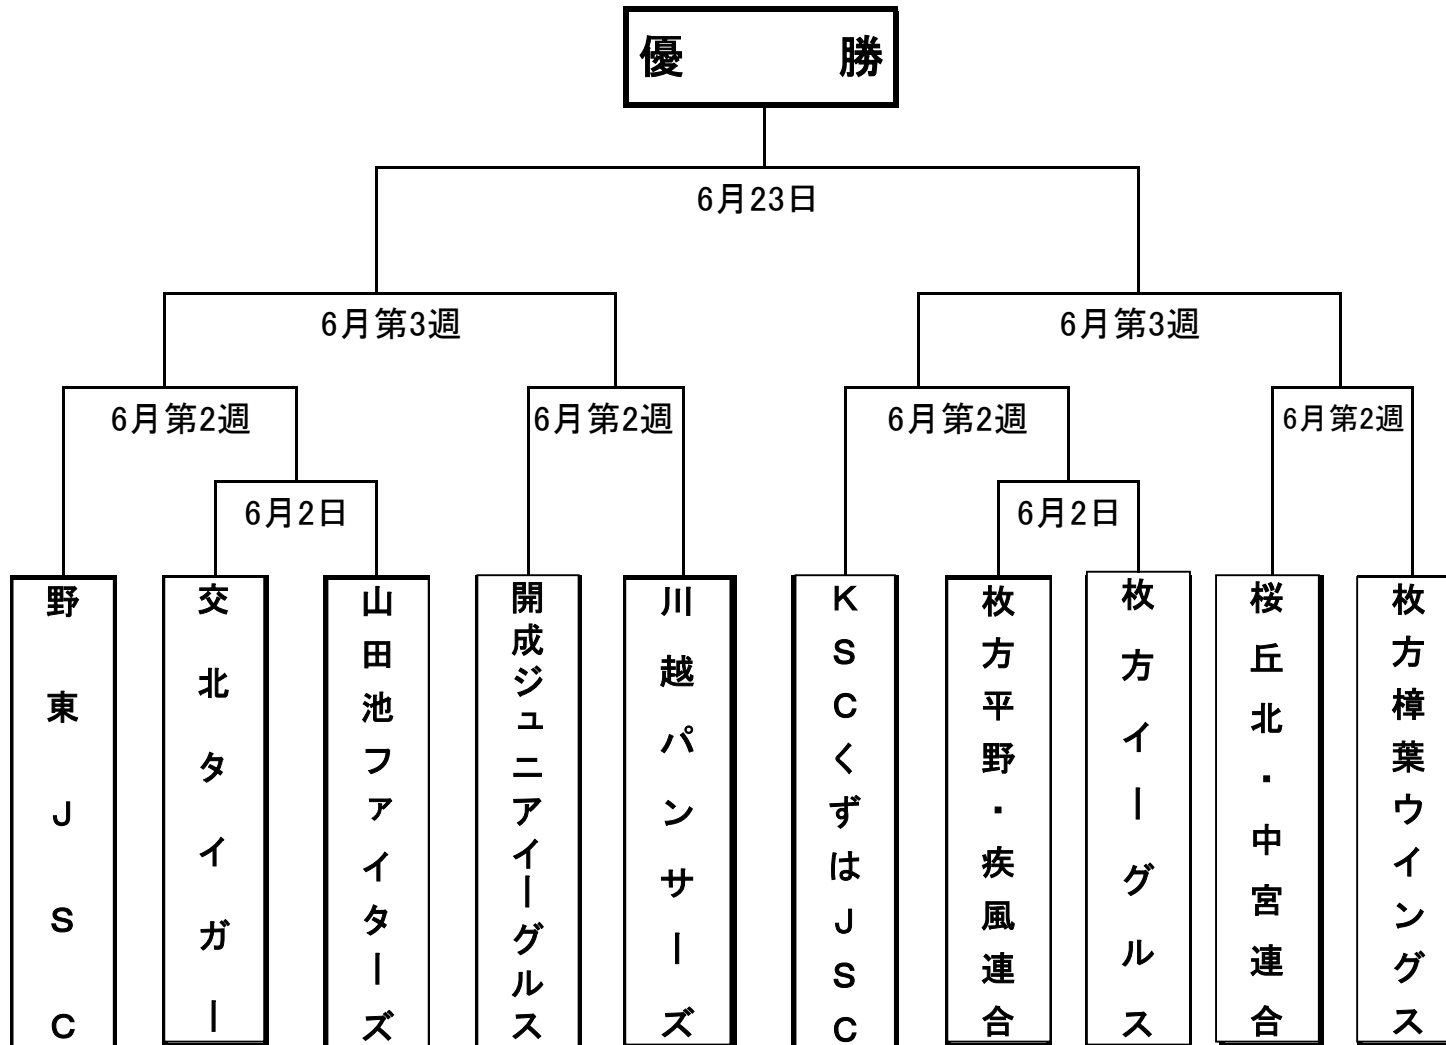 優　　勝
6月23日
6月第3週
6月第3週
6月第2週
6月第2週
6月第2週
6月第2週
6月2日
6月2日
野東JSC
交北タイガー
山田池ファイターズ
開成ジュニアイーグルス
川越パンサーズ
KSCくずはJSC
枚方平野・疾風連合
枚方イーグルス
桜丘北・中宮連合
枚方樟葉ウイングス